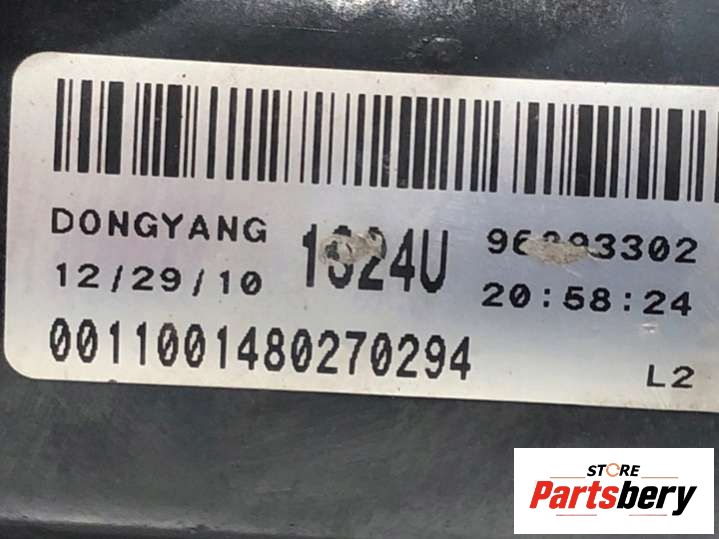 DONGYANG
12/29/10
20:58:24
0011001480270294
L2
STORE
Partsbery